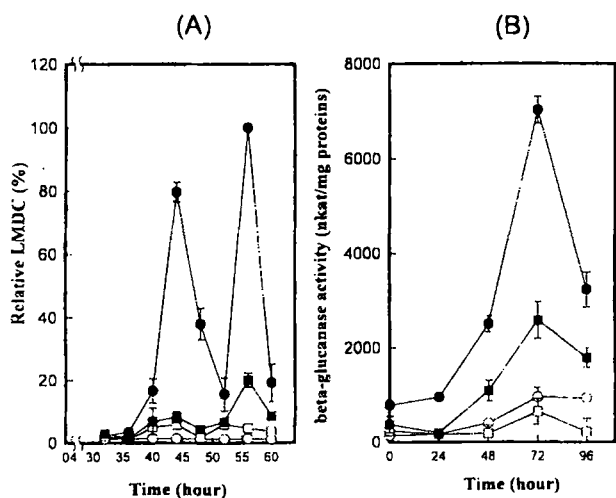 (A)
(B)
Relative LMDC (%)
120
100
80
60
40
20
0
04 30 35 40 45 50 55 60
Time (hour)
beta-glucanase activity (nkat/mg proteins)
8000
6000
4000
2000
0
0 24 48 72 96
Time (hour)